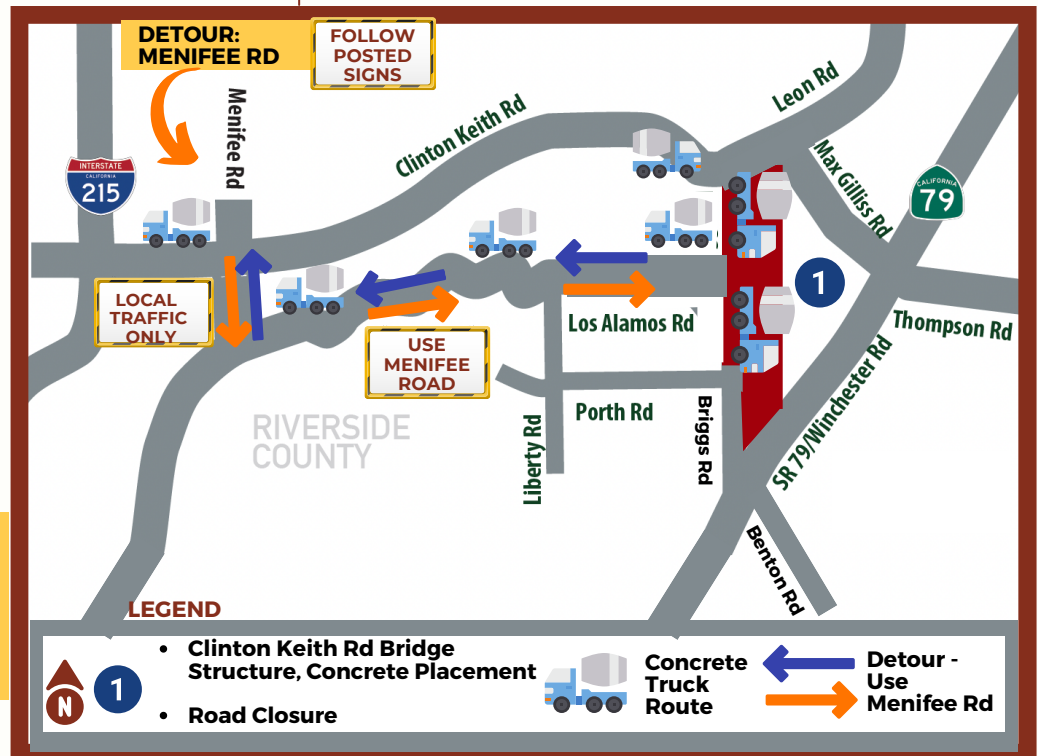 DETOUR:
MENIFEE RD
FOLLOW
POSTED
SIGNS
Menifee Rd
Clinton Keith Rd
Leon Rd
Max Gilliss Rd
INTERSTATE
CALIFORNIA
215
CALIFORNIA
79
1
LOCAL
TRAFFIC
ONLY
USE
MENIFEE
ROAD
Los Alamos Rd
Thompson Rd
Porth Rd
Liberty Rd
Briggs Rd
SR 79/Winchester Rd
Benton Rd
RIVERSIDE
COUNTY
LEGEND
N
1
• Clinton Keith Rd Bridge
Structure, Concrete Placement
• Road Closure
Concrete
Truck
Route
Detour -
Use
Menifee Rd